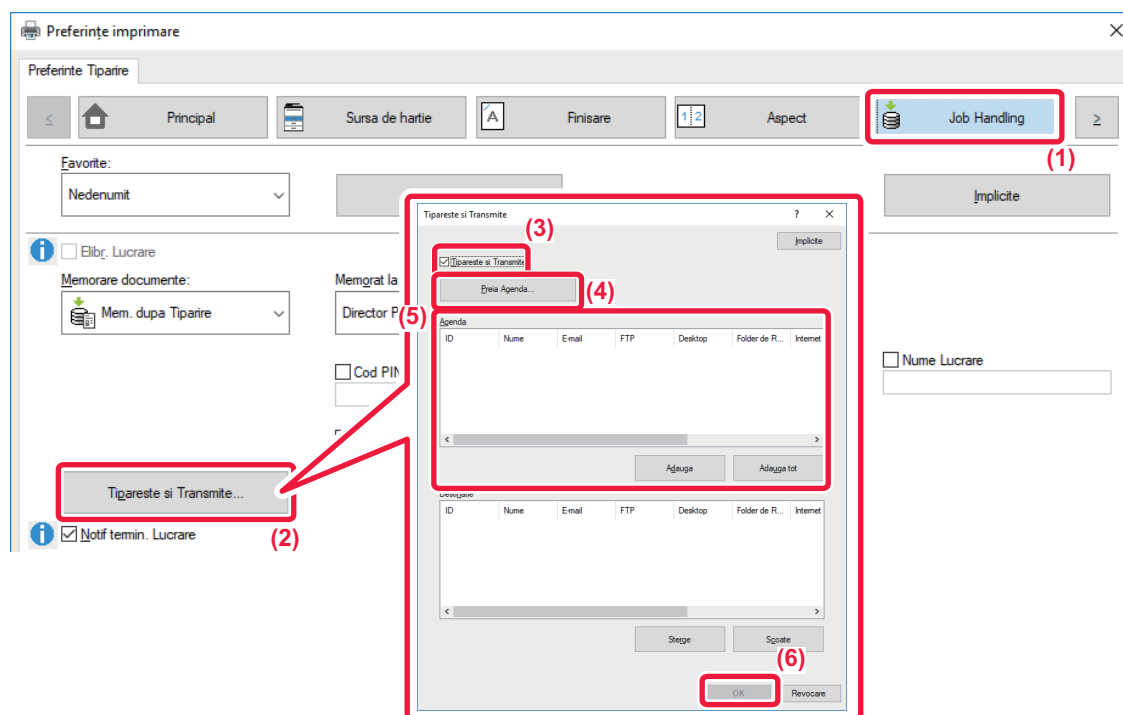 Preferințe imprimare
Preferinte Tiparire
< Principal Sursa de hartie Finisare 1 2 Aspect Job Handling >
(1)
Favorite:
Nedenumit
Implicite
Elibr. Lucrare
Memorare documente:
Mem. dupa Tiparire
Memorat la
Director P
Cod PIN
Nume Lucrare
Tipareste si Transmite...
(2)
Notif termin. Lucrare
Tipareste si Transmite ? ×
Implicite
(3)
Tipareste si Transmite
Preia Agenda...
(4)
(5)
Agenda
ID Nume E-mail FTP Desktop Folder de R... Internet
Adauga Adauga tot
ID Nume E-mail FTP Desktop Folder de R... Internet
Sterge Scoate
(6)
OK Revocare